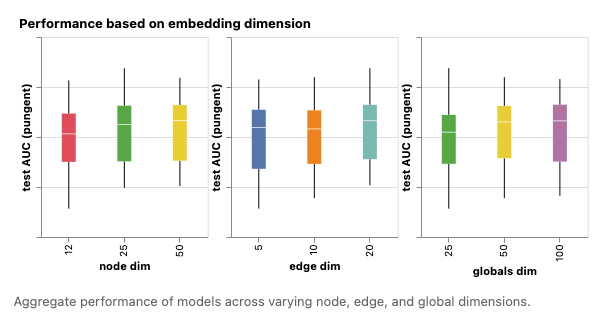 Performance based on embedding dimension
test AUC (pungent)
12
25
50
node dim
test AUC (pungent)
5
10
20
edge dim
test AUC (pungent)
25
50
100
globals dim
Aggregate performance of models across varying node, edge, and global dimensions.